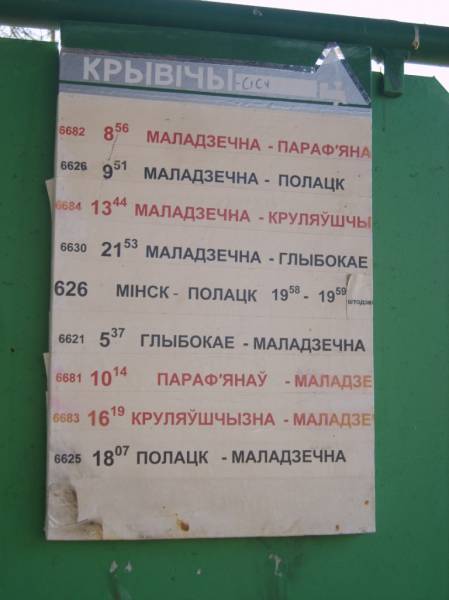 КРЫВІЧЫ-СІСЧ
6682 8⁵⁶ МАЛАДЗЕЧНА - ПАРАФ'ЯНА
6626 9⁵¹ МАЛАДЗЕЧНА - ПОЛАЦК
6684 13⁴⁴ МАЛАДЗЕЧНА - КРУЛЯЎШЧЫ
6630 21⁵³ МАЛАДЗЕЧНА - ГЛЫБОКАЕ
626 МІНСК - ПОЛАЦК 19⁵⁸ - 19⁵⁹ штодзе
6621 5³⁷ ГЛЫБОКАЕ - МАЛАДЗЕЧНА
6681 10¹⁴ ПАРАФ'ЯНАЎ - МАЛАДЗЕ
6683 16¹⁹ КРУЛЯЎШЧЫЗНА - МАЛАДЗЕ
6625 18⁰⁷ ПОЛАЦК - МАЛАДЗЕЧНА